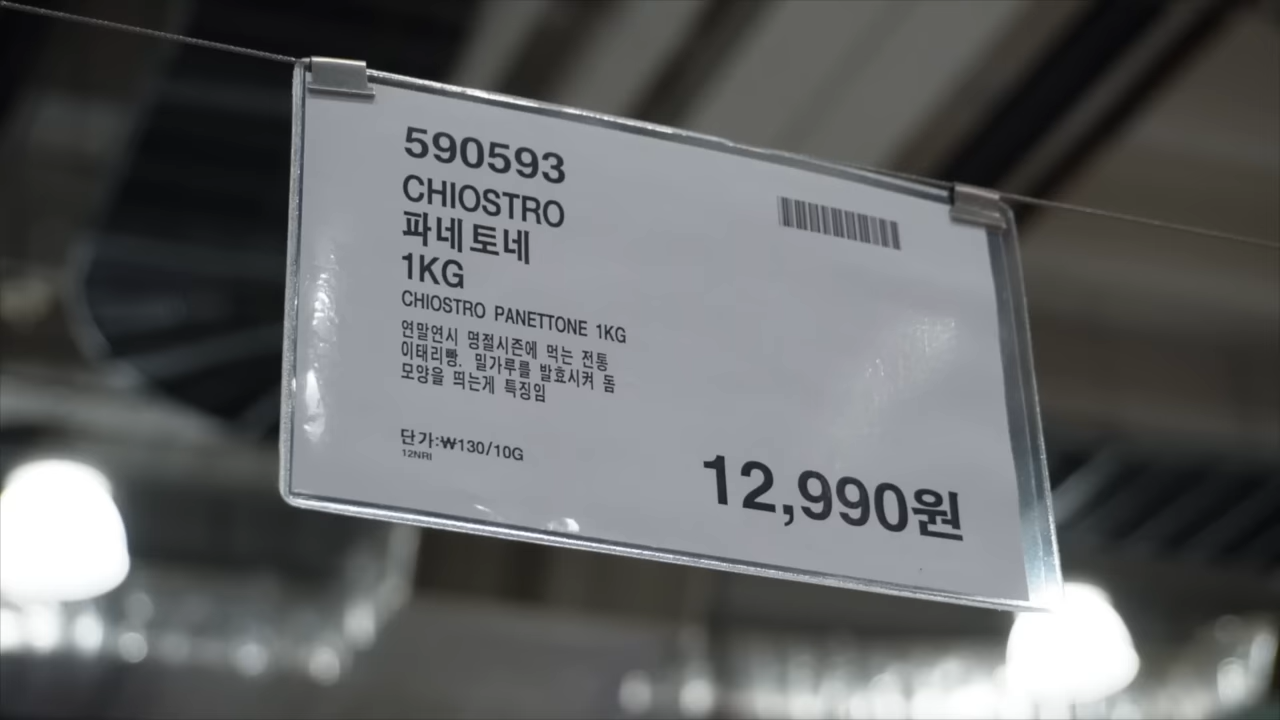 590593
CHIOSTRO
파네토네
1KG
CHIOSTRO PANETTONE 1KG
연말연시 명절시즌에 먹는 전통
이태리빵. 밀가루를 발효시켜 돔
모양을 띄는게 특징임
단가:₩130/10G
12NRI
12,990원